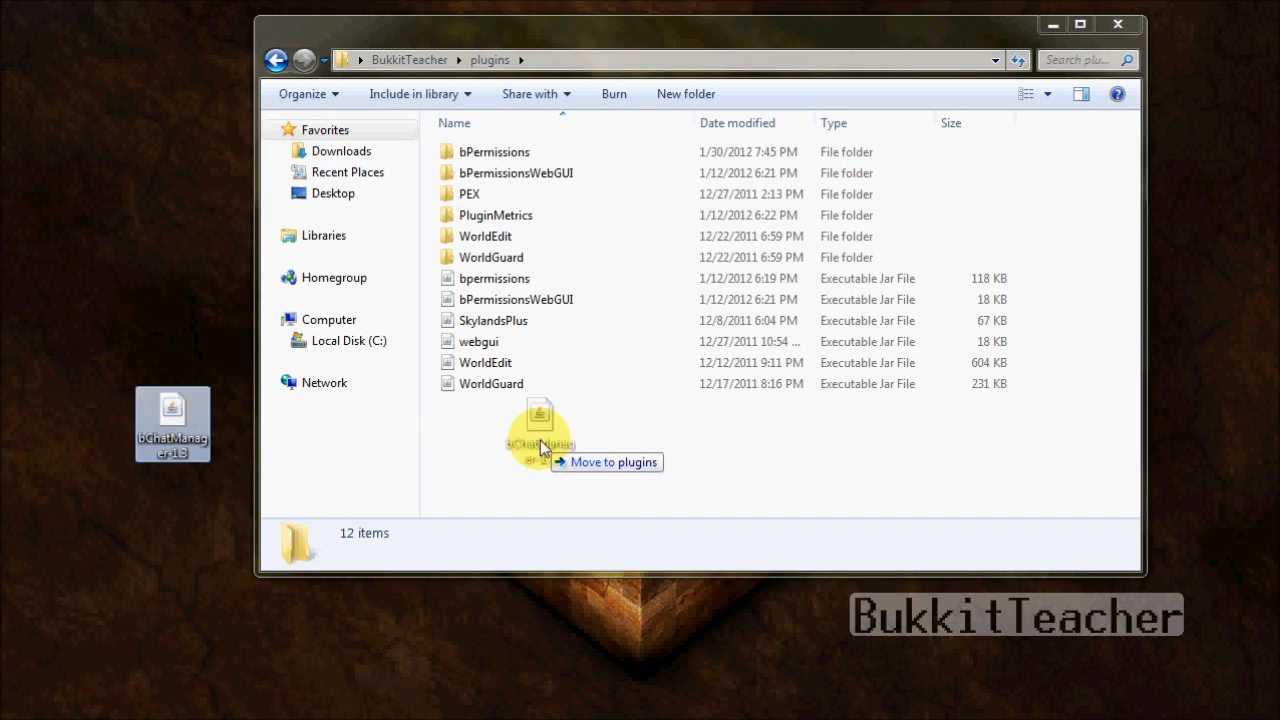 BukkitTeacher plugins
Search plu...
Organize Include in library Share with Burn New folder
Name Date modified Type Size
Favorites
Downloads
Recent Places
Desktop
Libraries
Homegroup
Computer
Local Disk (C:)
Network
bPermissions 1/30/2012 7:45 PM File folder
bPermissionsWebGUI 1/12/2012 6:21 PM File folder
PEX 12/27/2011 2:13 PM File folder
PluginMetrics 1/12/2012 6:22 PM File folder
WorldEdit 12/22/2011 6:59 PM File folder
WorldGuard 12/22/2011 6:59 PM File folder
bpermissions 1/12/2012 6:19 PM Executable Jar File 118 KB
bPermissionsWebGUI 1/12/2012 6:21 PM Executable Jar File 18 KB
SkylandsPlus 12/8/2011 6:04 PM Executable Jar File 67 KB
webgui 12/27/2011 10:54 ... Executable Jar File 18 KB
WorldEdit 12/12/2011 9:11 PM Executable Jar File 604 KB
WorldGuard 12/17/2011 8:16 PM Executable Jar File 231 KB
bChatManag
er-1.3
Move to plugins
12 items
BukkitTeacher